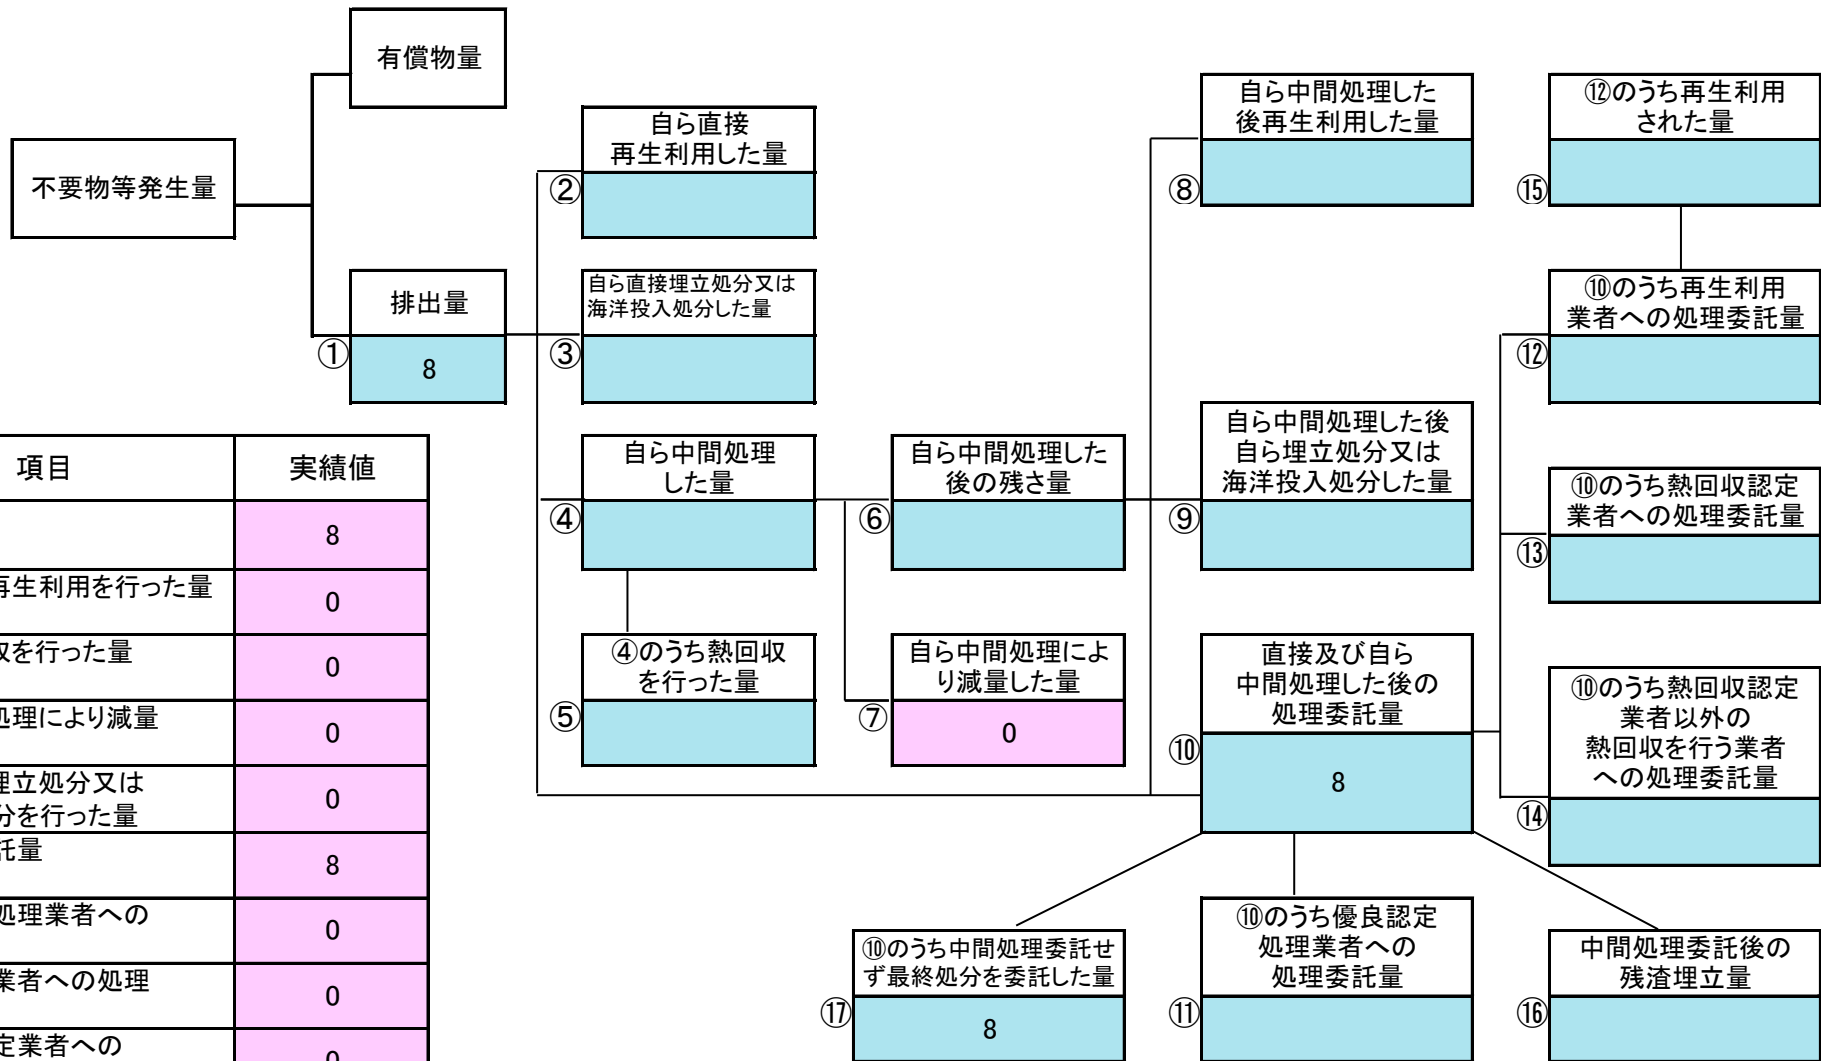 有償物量
不要物等発生量
排出量
①
8
自ら直接
再生利用した量
②
自ら直接埋立処分又は
海洋投入処分した量
③
自ら中間処理
した量
④
④のうち熱回収
を行った量
⑤
自ら中間処理した
後の残さ量
⑥
自ら中間処理によ
り減量した量
⑦
0
自ら中間処理した
後再生利用した量
⑧
自ら中間処理した後
自ら埋立処分又は
海洋投入処分した量
⑨
直接及び自ら
中間処理した後の
処理委託量
⑩
8
⑫のうち再生利用
された量
⑮
⑩のうち再生利用
業者への処理委託量
⑫
⑩のうち熱回収認定
業者への処理委託量
⑬
⑩のうち熱回収認定
業者以外の
熱回収を行う業者
への処理委託量
⑭
⑩のうち中間処理委託せ
ず最終処分を委託した量
⑰
8
⑩のうち優良認定
処理業者への
処理委託量
⑪
中間処理委託後の
残渣埋立量
⑯
項目 実績値
8
再生利用を行った量 0
を行った量 0
処理により減量 0
埋立処分又は
分を行った量 0
託量 8
処理業者への 0
業者への処理 0
定業者への 0